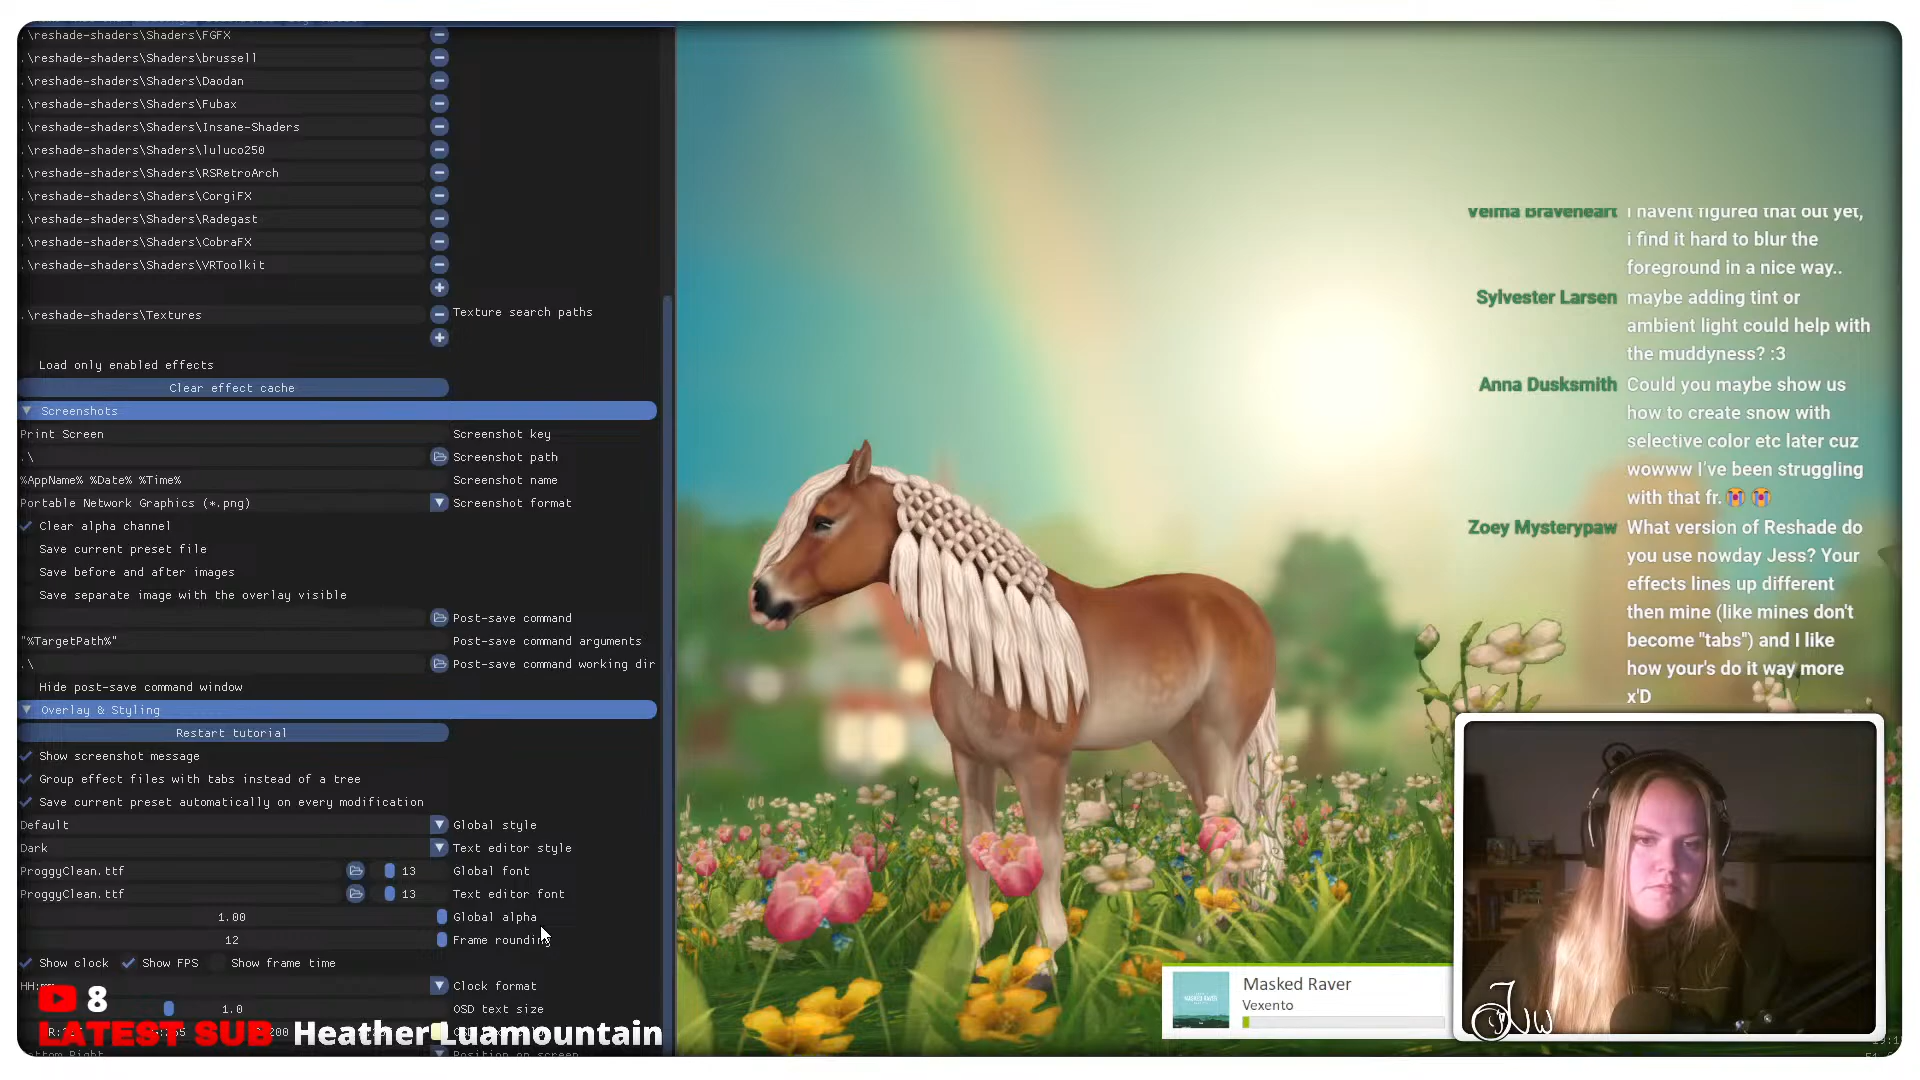 .\reshade-shaders\Shaders\FGFX
.\reshade-shaders\Shaders\brussell
.\reshade-shaders\Shaders\Daodan
.\reshade-shaders\Shaders\Fubax
.\reshade-shaders\Shaders\Insane-Shaders
.\reshade-shaders\Shaders\luluco250
.\reshade-shaders\Shaders\RSRetroArch
.\reshade-shaders\Shaders\CorgiFX
.\reshade-shaders\Shaders\Radegast
.\reshade-shaders\Shaders\CobraFX
.\reshade-shaders\Shaders\VRToolkit
.\reshade-shaders\Textures Texture search paths
Load only enabled effects
Clear effect cache
Screenshots
Print Screen Screenshot key
.\ Screenshot path
%AppName% %Date% %Time% Screenshot name
Portable Network Graphics (*.png) Screenshot format
Clear alpha channel
Save current preset file
Save before and after images
Save separate image with the overlay visible
Post-save command
"%TargetPath%" Post-save command arguments
.\ Post-save command working dir
Hide post-save command window
Overlay & Styling
Restart tutorial
Show screenshot message
Group effect files with tabs instead of a tree
Save current preset automatically on every modification
Default Global style
Dark Text editor style
ProggyClean.ttf 13 Global font
ProggyClean.ttf 13 Text editor font
1.00 Global alpha
12 Frame rounding
Show clock Show FPS Show frame time
Clock format
1.0 OSD text size
8
LATEST SUB Heather Luamountain
Bottom Right Position on screen
Velma Braveheart i havent figured that out yet,
i find it hard to blur the
foreground in a nice way..
Sylvester Larsen maybe adding tint or
ambient light could help with
the muddyness? :3
Anna Dusksmith Could you maybe show us
how to create snow with
selective color etc later cuz
wowww I've been struggling
with that fr.😭 😭
Zoey Mysterypaw What version of Reshade do
you use nowday Jess? Your
effects lines up different
then mine (like mines don't
become "tabs") and I like
how your's do it way more
x'D
Masked Raver
Vexento